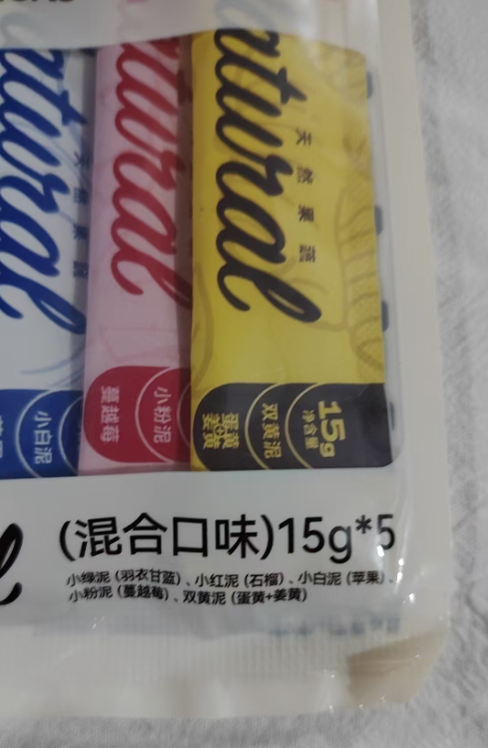 natural
天然果蔬
小白泥
natural
小粉泥
蔓越莓
natural
天然果蔬
15g
净含量
双黄泥
蛋黄+姜黄
(混合口味)15g*5
小绿泥 (羽衣甘蓝) 、小红泥 (石榴) 、小白泥 (苹果) 、
小粉泥 (蔓越莓) 、双黄泥 (蛋黄+姜黄)